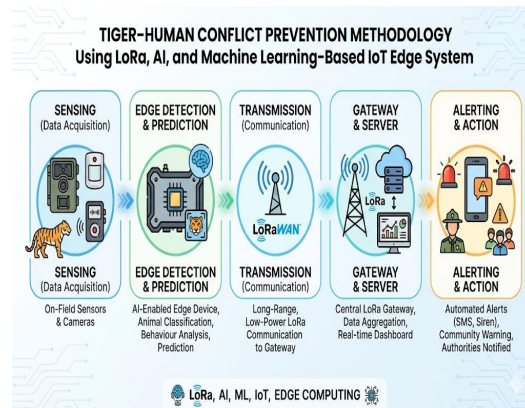 TIGER-HUMAN CONFLICT PREVENTION METHODOLOGY
Using LoRa, AI, and Machine Learning-Based IoT Edge System
SENSING
(Data Acquisition)
EDGE DETECTION
& PREDICTION
TRANSMISSION
(Communication)
GATEWAY
& SERVER
ALERTING
& ACTION
LoRaWAN
LoRa
SENSING
(Data Acquisition)
EDGE DETECTION
& PREDICTION
TRANSMISSION
(Communication)
GATEWAY
& SERVER
ALERTING
& ACTION
On-Field Sensors
& Cameras
AI-Enabled Edge Device,
Animal Classification,
Behaviour Analysis,
Prediction
Long-Range,
Low-Power LoRa
Communication
to Gateway
Central LoRa Gateway,
Data Aggregation,
Real-time Dashboard
Automated Alerts
(SMS, Siren),
Community Warning,
Authorities Notified
LoRa, AI, ML, IoT, EDGE COMPUTING